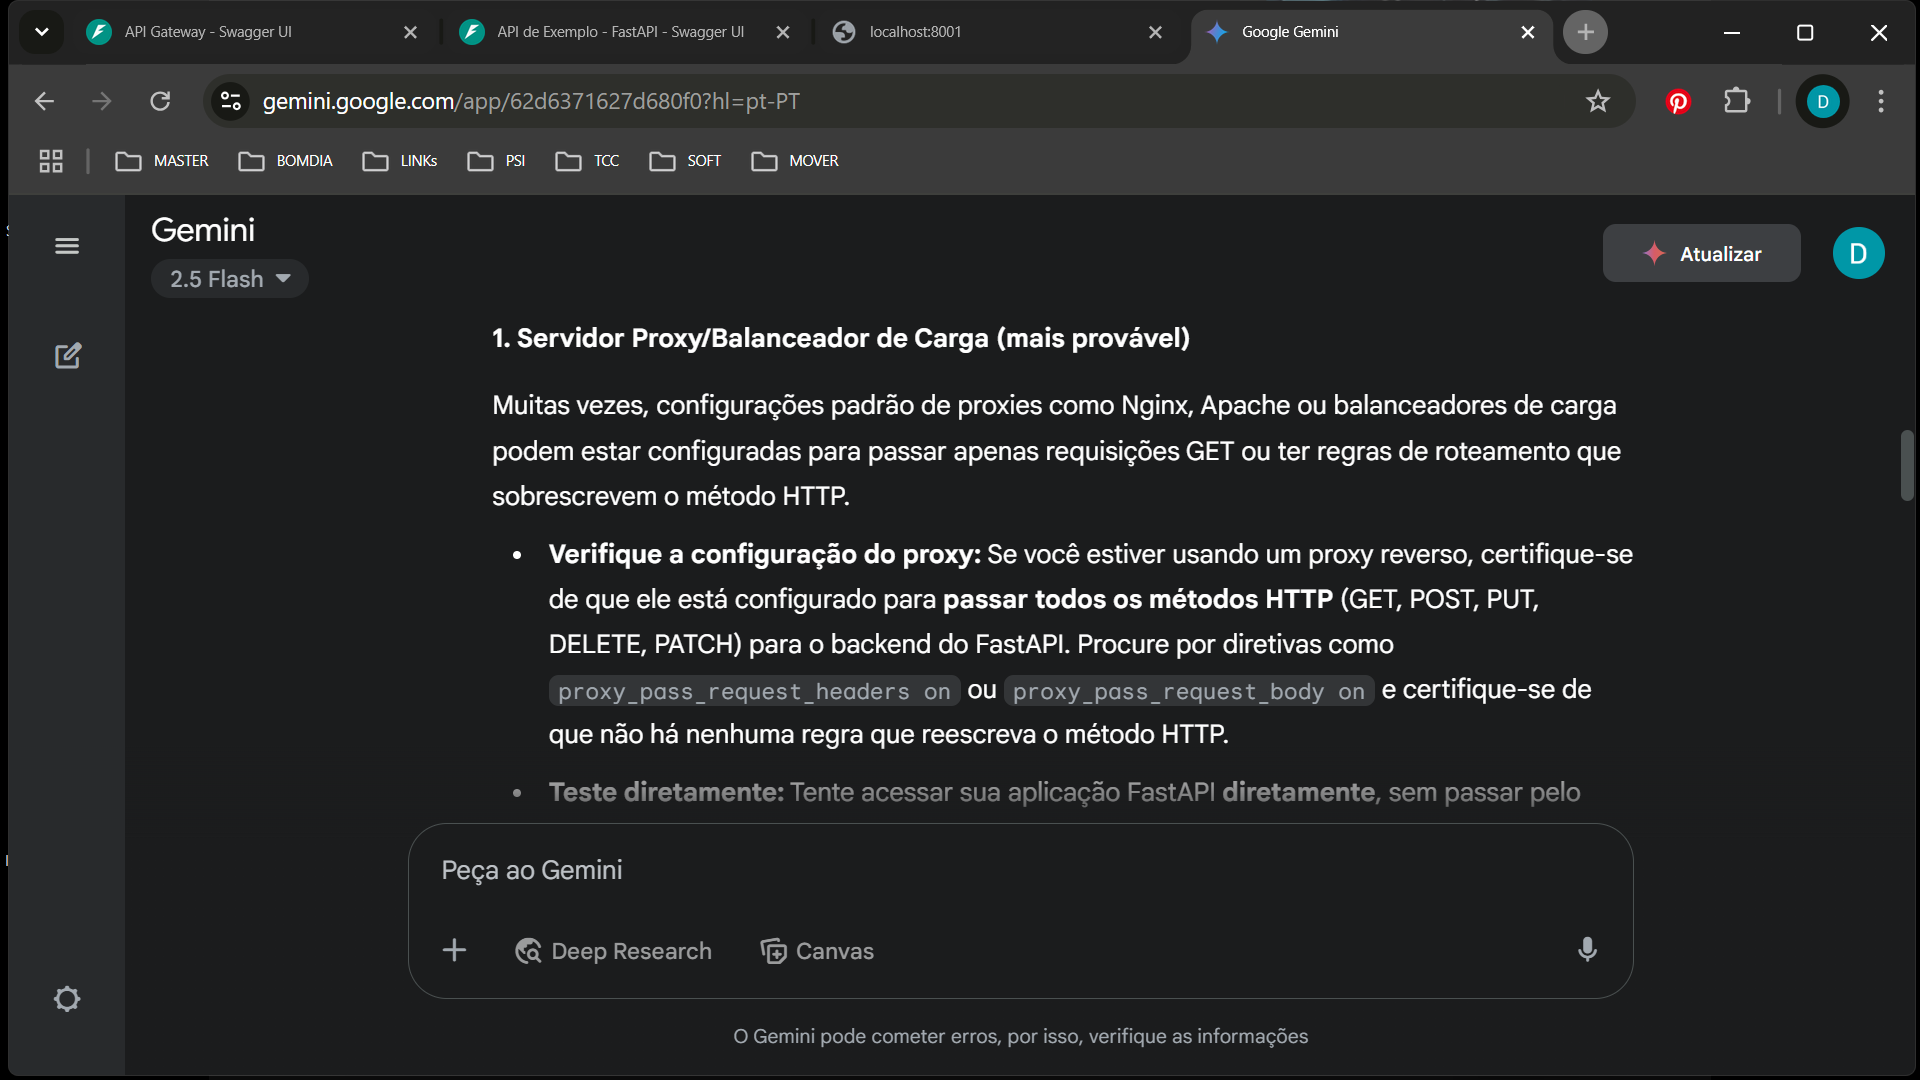 API Gateway - Swagger UI
API de Exemplo - FastAPI - Swagger UI
localhost:8001
Google Gemini
gemini.google.com/app/62d6371627d680f0?hl=pt-PT
D
MASTER
BOMDIA
LINKs
PSI
TCC
SOFT
MOVER
Gemini
2.5 Flash
Atualizar
D
1. Servidor Proxy/Balanceador de Carga (mais provável)
Muitas vezes, configurações padrão de proxies como Nginx, Apache ou balanceadores de carga
podem estar configuradas para passar apenas requisições GET ou ter regras de roteamento que
sobrescrevem o método HTTP.
• Verifique a configuração do proxy: Se você estiver usando um proxy reverso, certifique-se
de que ele está configurado para passar todos os métodos HTTP (GET, POST, PUT,
DELETE, PATCH) para o backend do FastAPI. Procure por diretivas como
proxy_pass_request_headers on ou proxy_pass_request_body on e certifique-se de
que não há nenhuma regra que reescreva o método HTTP.
• Teste diretamente: Tente acessar sua aplicação FastAPI diretamente, sem passar pelo
Peça ao Gemini
Deep Research
Canvas
O Gemini pode cometer erros, por isso, verifique as informações